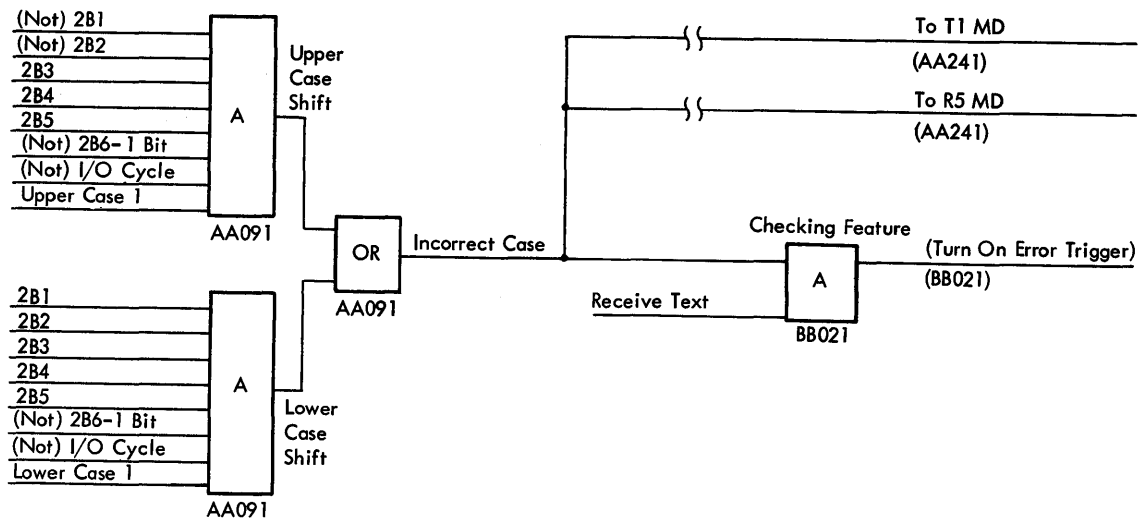 (Not) 2B1
(Not) 2B2
2B3
2B4
2B5
(Not) 2B6-1 Bit
(Not) I/O Cycle
Upper Case 1
A
AA091
Upper
Case
Shift
2B1
2B2
2B3
2B4
2B5
(Not) 2B6-1 Bit
(Not) I/O Cycle
Lower Case 1
A
AA091
Lower
Case
Shift
OR
AA091
Incorrect Case
To T1 MD
(AA241)
To R5 MD
(AA241)
Checking Feature
Receive Text
A
BB021
(Turn On Error Trigger)
(BB021)